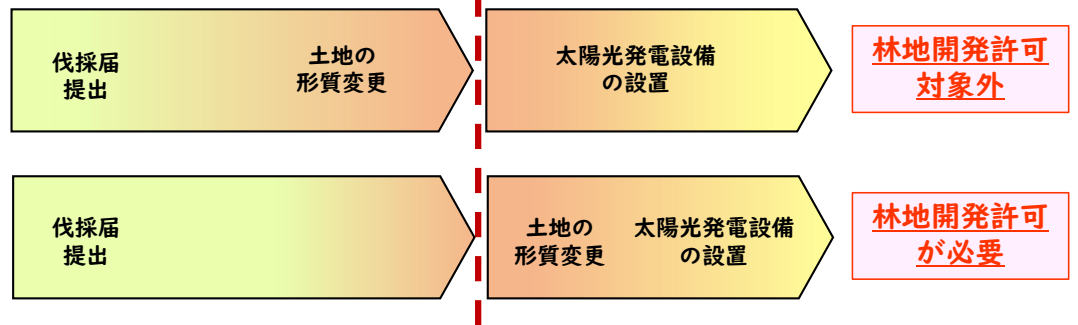 伐採届
提出
土地の
形質変更
太陽光発電設備
の設置
林地開発許可
対象外
伐採届
提出
土地の
形質変更
太陽光発電設備
の設置
林地開発許可
が必要